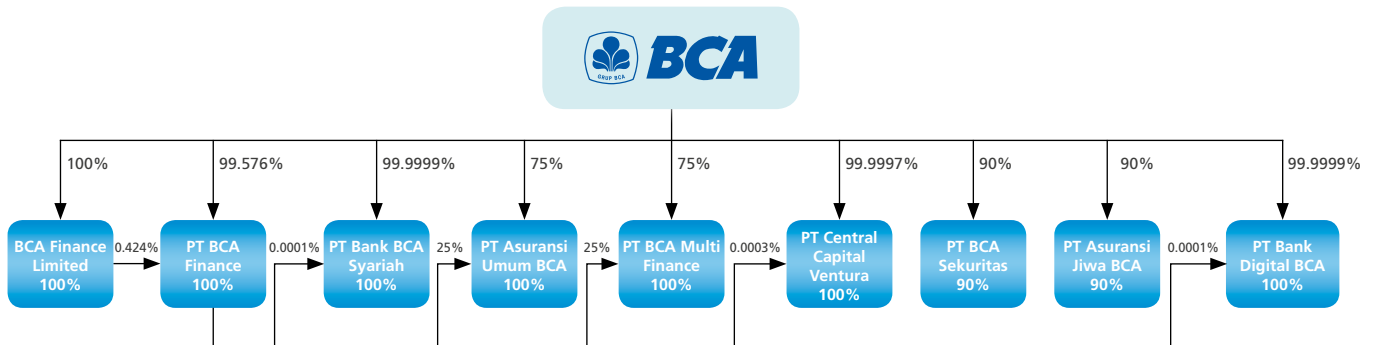 GRUP BCA
BCA
100%
99.576%
99.9999%
75%
75%
99.9997%
90%
90%
99.9999%
BCA Finance
Limited
100%
0.424%
PT BCA
Finance
100%
0.0001%
PT Bank BCA
Syariah
100%
25%
PT Asuransi
Umum BCA
100%
25%
PT BCA Multi
Finance
100%
0.0003%
PT Central
Capital
Ventura
100%
PT BCA
Sekuritas
90%
PT Asuransi
Jiwa BCA
90%
0.0001%
PT Bank
Digital BCA
100%